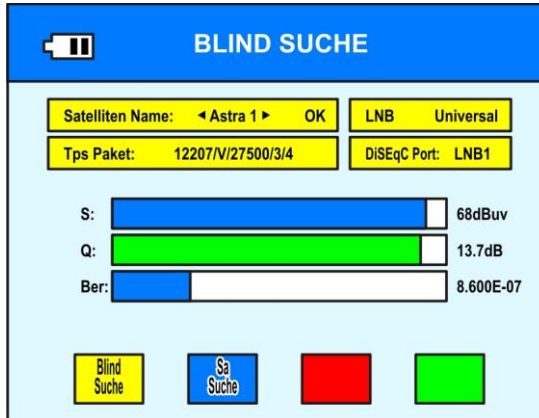 BLIND SUCHE
Satelliten Name: ◄ Astra 1 ► OK
LNB Universal
Tps Paket: 12207/V/27500/3/4
DiSEqC Port: LNB1
S: 68dBuv
Q: 13.7dB
Ber: 8.600E-07
Blind
Suche
Sa
Suche